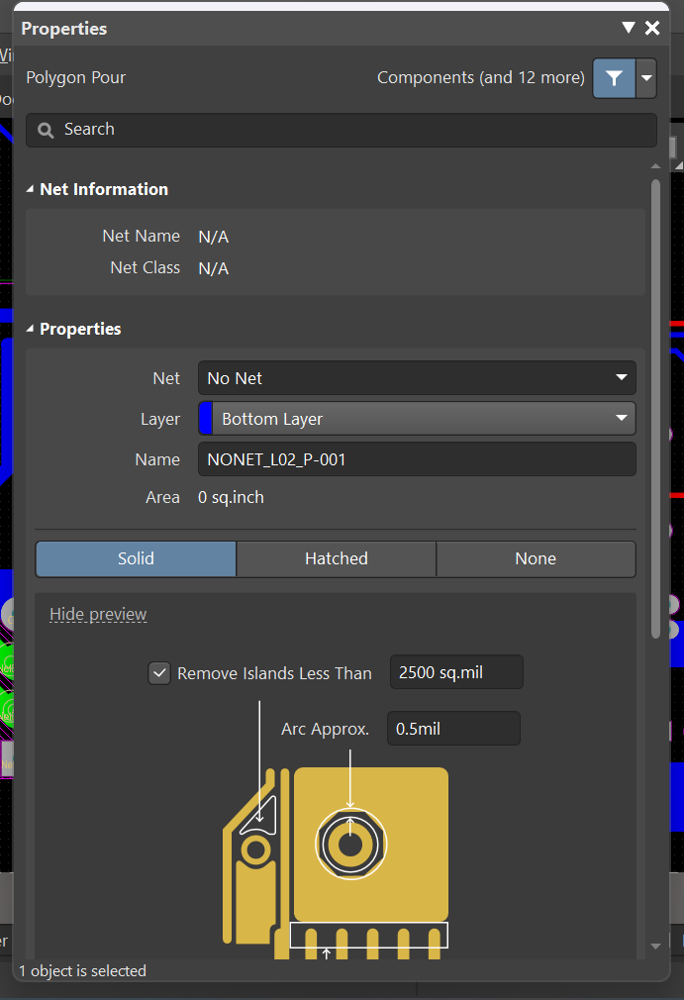 Properties
Polygon Pour
Components (and 12 more)
Search
Net Information
Net Name N/A
Net Class N/A
Properties
Net No Net
Layer Bottom Layer
Name NONET_L02_P-001
Area 0 sq.inch
Solid Hatched None
Hide preview
Remove Islands Less Than 2500 sq.mil
Arc Approx. 0.5mil
1 object is selected